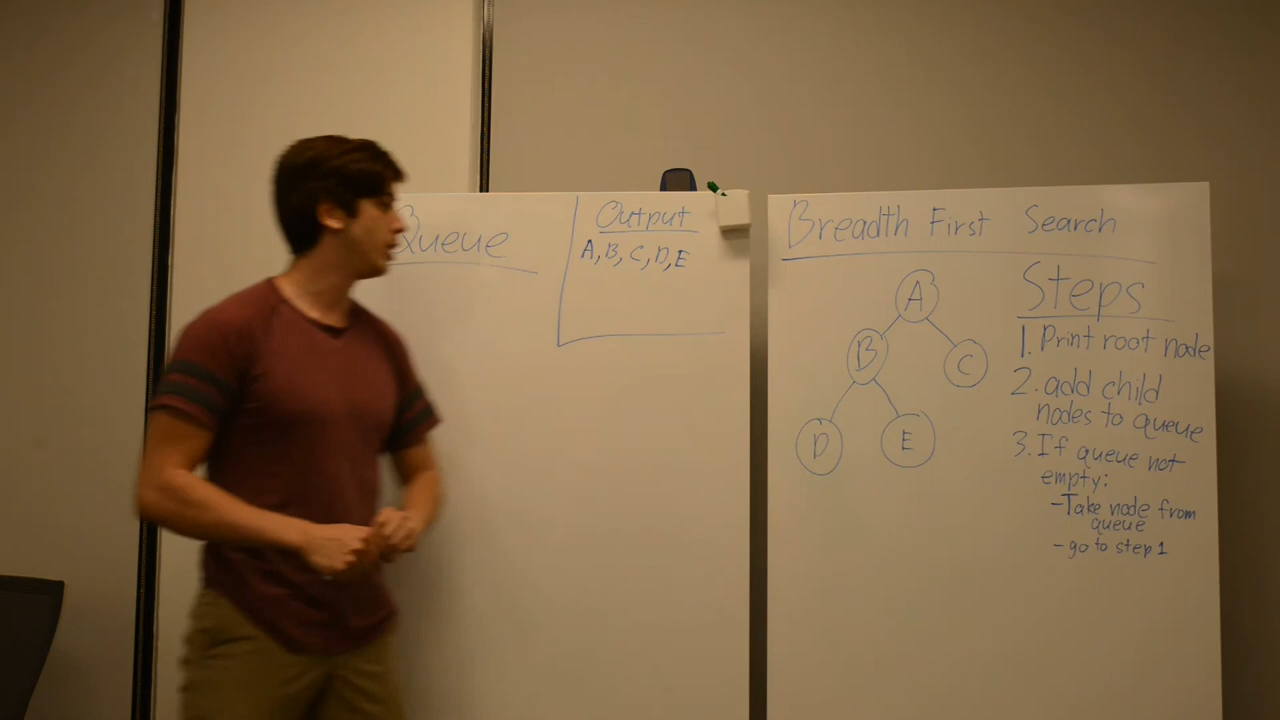 Queue
Output
A, B, C, D, E
Breadth First Search
A
B
C
D
E
Steps
1. Print root node
2. add child
nodes to queue
3. If queue not
empty:
-Take node from
queue
- go to step 1